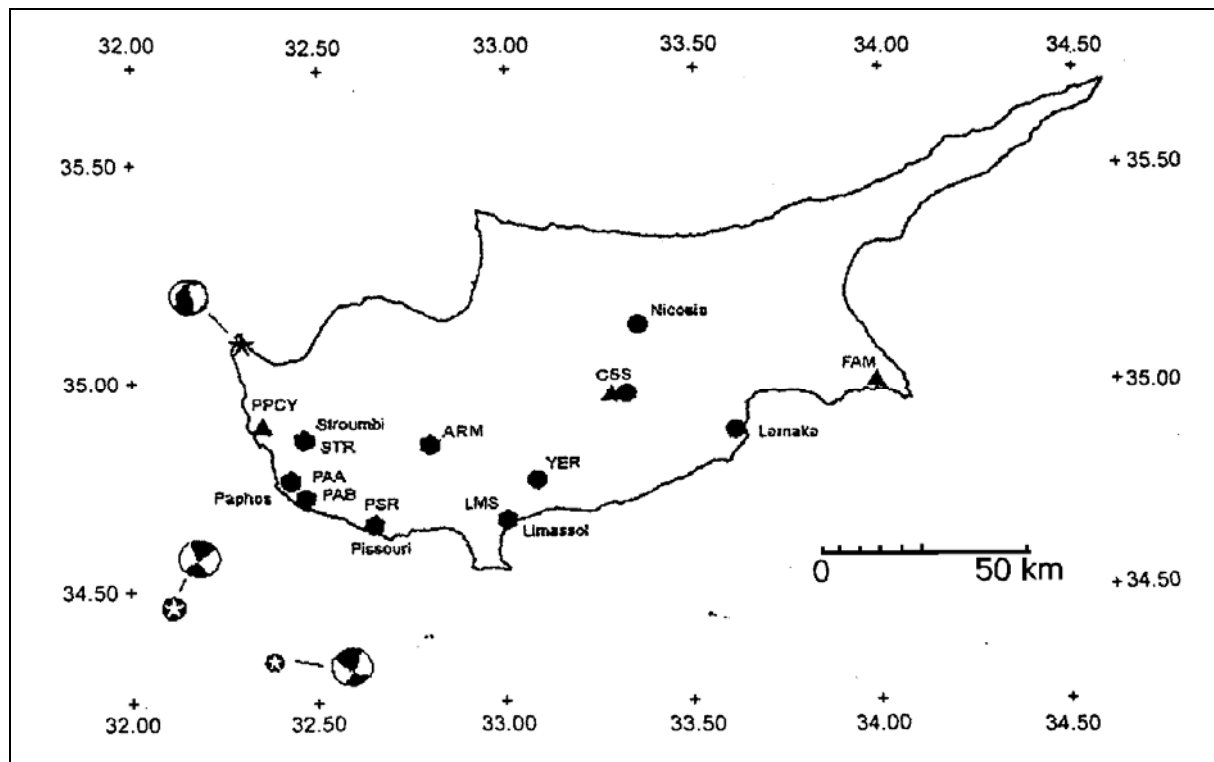 32.00 32.50 33.00 33.50 34.00 34.50
35.50 35.50
Nicosia
35.00 CSS FAM 35.00
PPCY
Stroumbi
STR
ARM
Larnaka
PAA
YER
Paphos PAB
PSR
LMS
Pissouri
Limassol
0 50 km
34.50 34.50
32.00 32.50 33.00 33.50 34.00 34.50